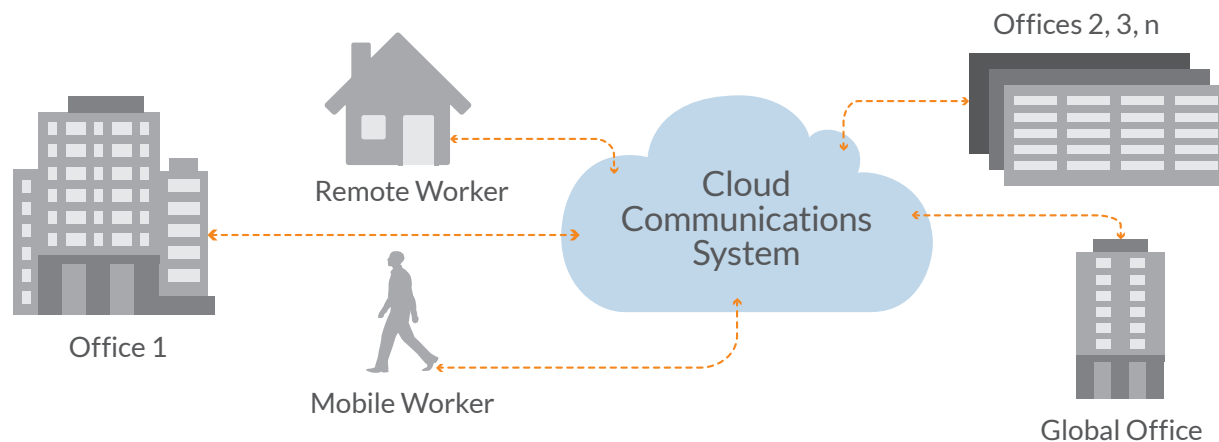 Offices 2, 3, n
Remote Worker
Cloud
Communications
System
Office 1
Mobile Worker
Global Office